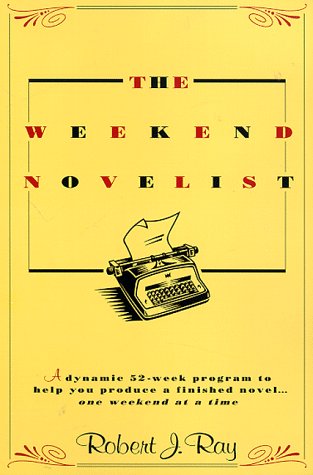 THE
WEEKEND
NOVELIST
A dynamic 52-week program to
help you produce a finished novel...
one weekend at a time
Robert J. Ray